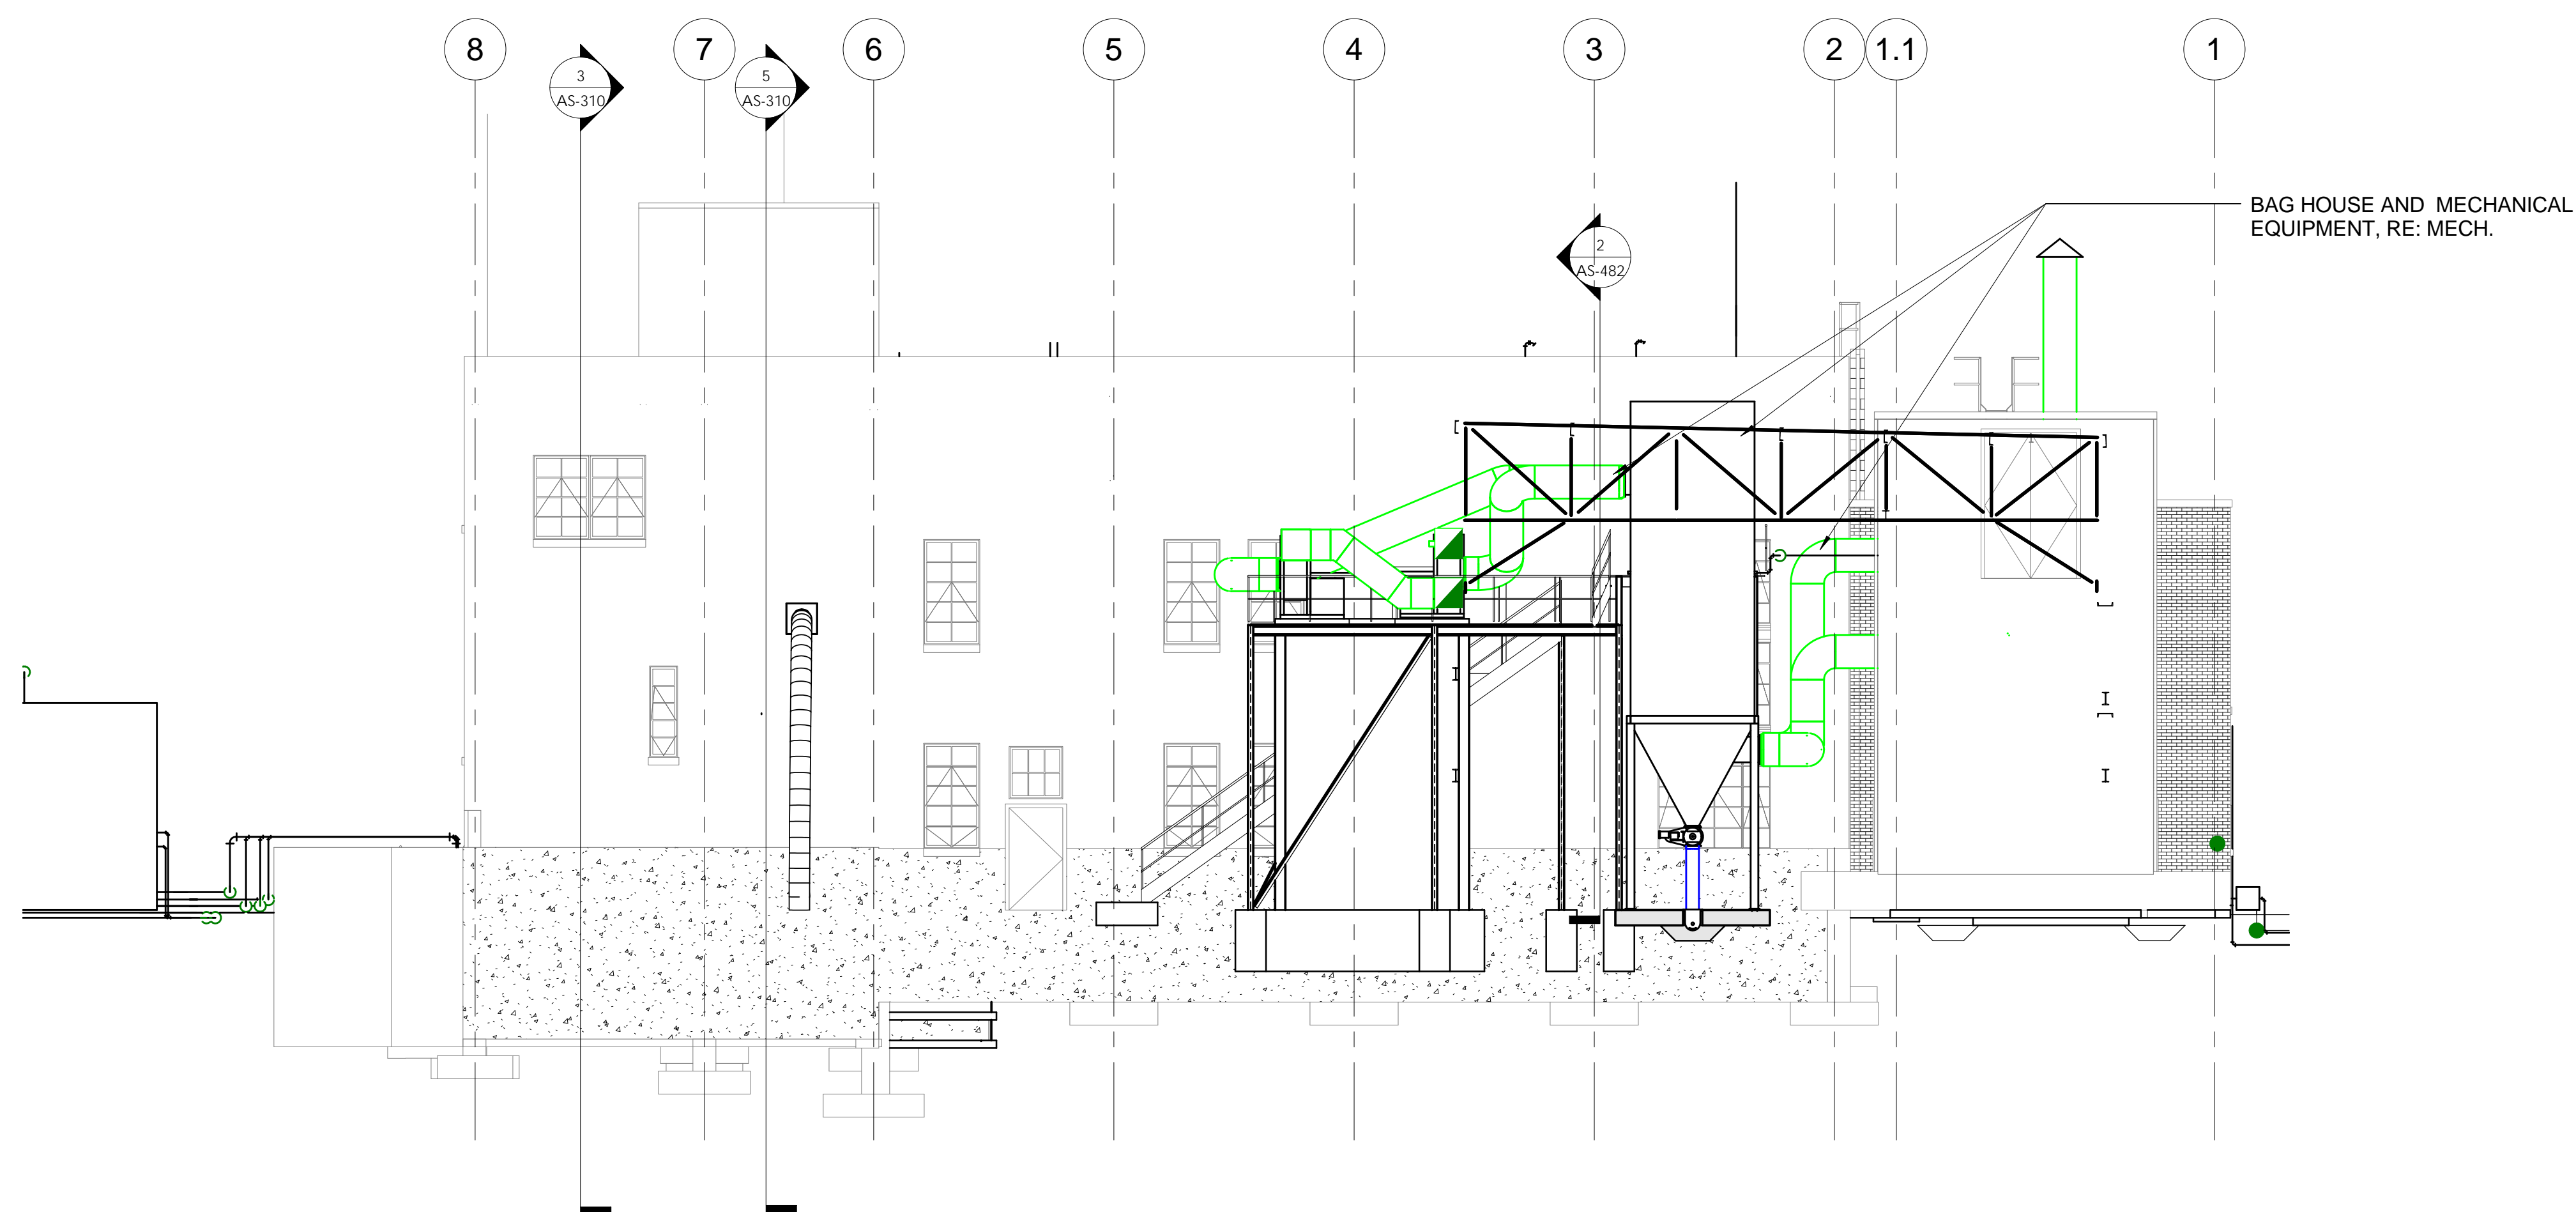 8
7
6
5
4
3
2
1.1
1
3
AS-310
5
AS-310
BAG HOUSE AND  MECHANICAL
EQUIPMENT, RE: MECH.
2
AS-482